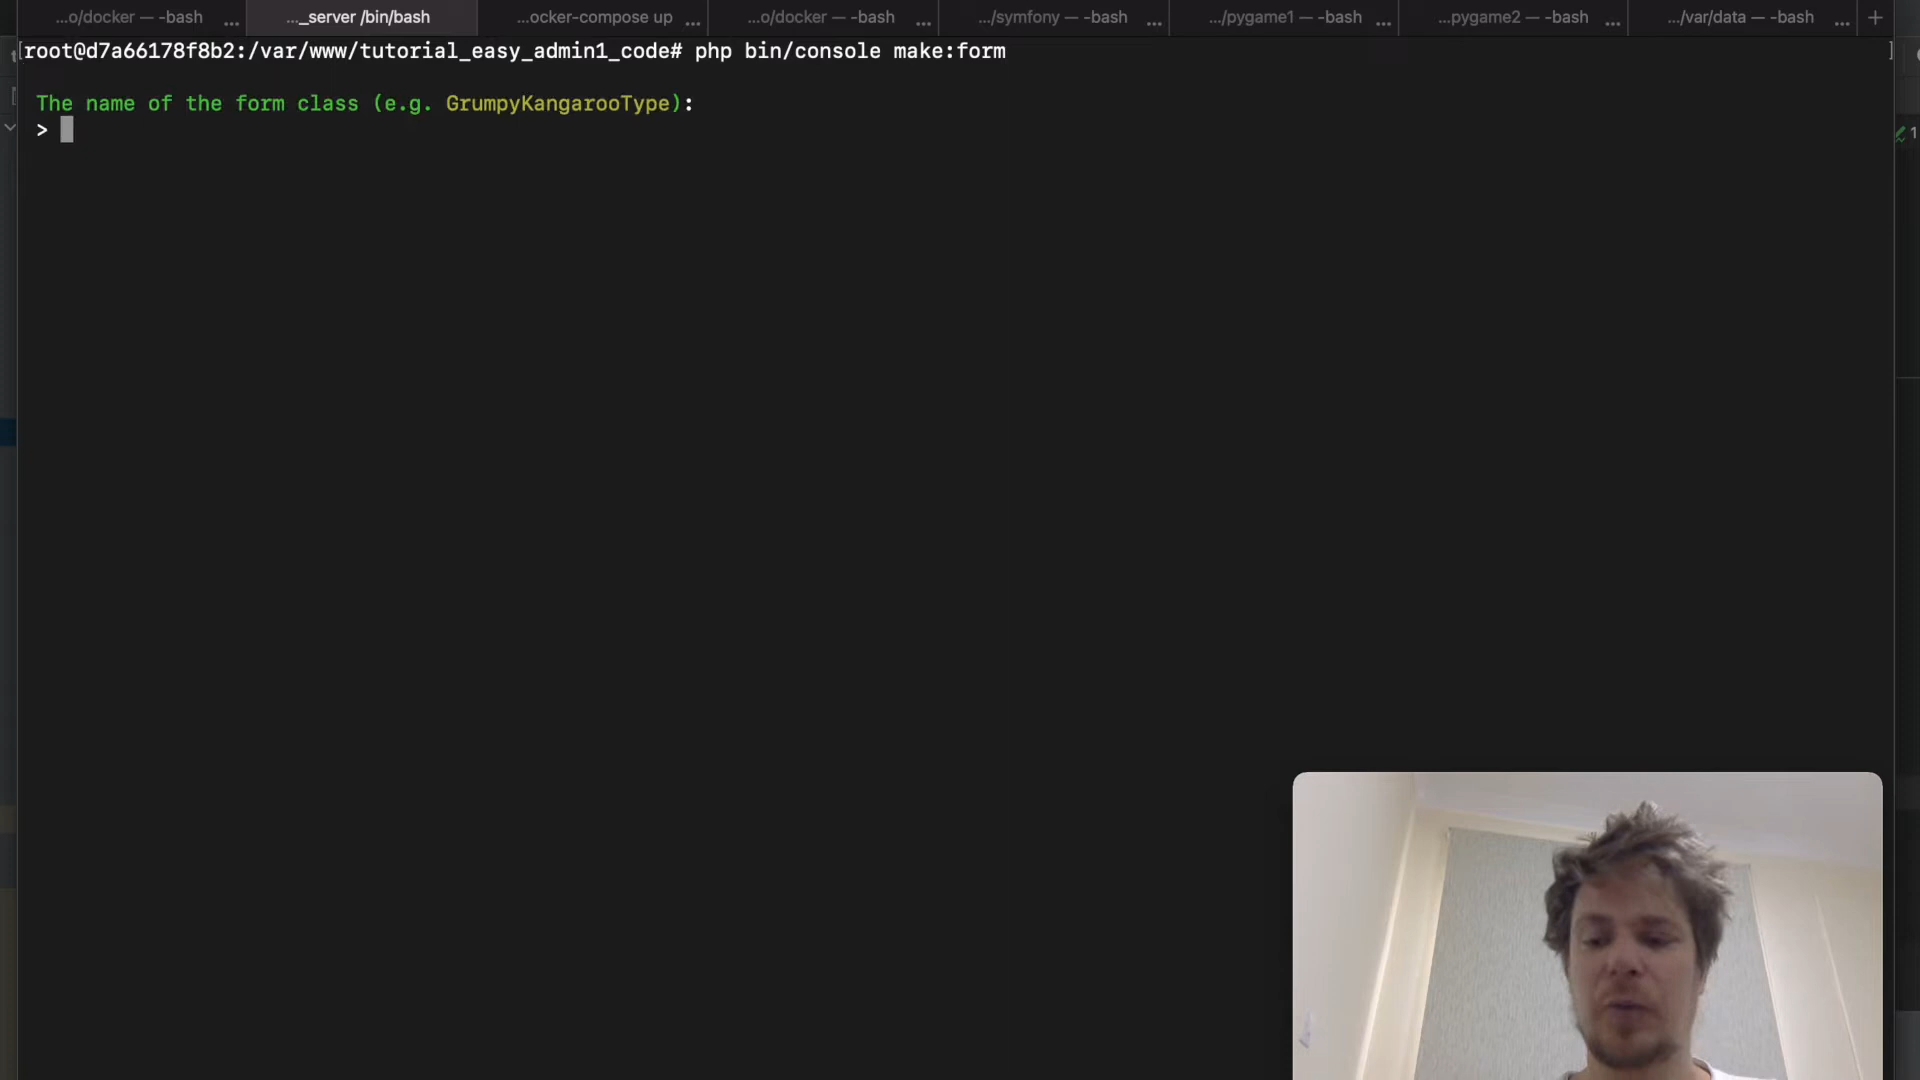 ...o/docker — -bash ... ..._server /bin/bash ...ocker-compose up ... ...o/docker — -bash ... .../symfony — -bash ... .../pygame1 — -bash ... ...pygame2 — -bash ... .../var/data — -bash ... +
[root@d7a66178f8b2:/var/www/tutorial_easy_admin1_code# php bin/console make:form ]
The name of the form class (e.g. GrumpyKangarooType):
>
1